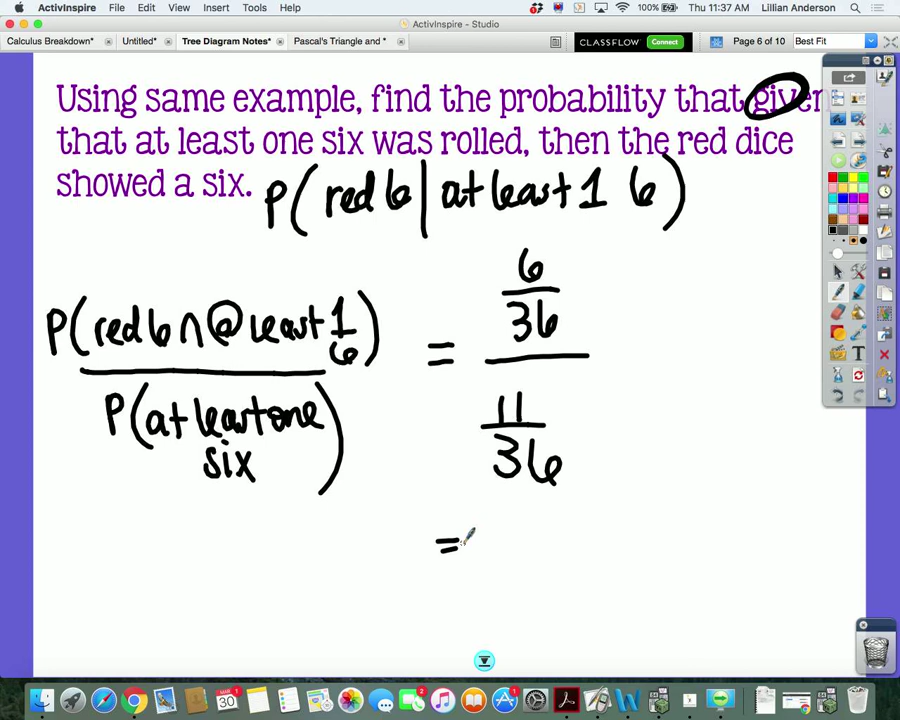 ActivInspire File Edit View Insert Tools Help 100% Thu 11:37 AM Lillian Anderson
ActivInspire - Studio
Calculus Breakdown* Untitled* Tree Diagram Notes* Pascal's Triangle and * CLASSFLOW Connect Page 6 of 10 Best Fit
Using same example, find the probability that given
that at least one six was rolled, then the red dice
showed a six.
P(red 6 | at least 1 6)
P(red 6 ∩ @ least 1 6)
P(at least one six)
=
6
36
11
36
=